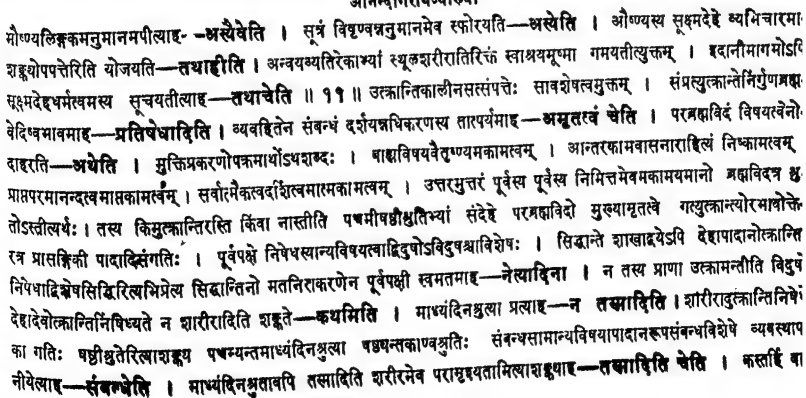 आनन्दगिरीयव्याख्या
मौष्ण्यलिङ्गकमनुमानमपीत्याह—अस्यैवेति । सूत्रं विवृण्वन्ननुमानमेव स्फोरयति—अस्येति । औष्ण्यस्य सूक्ष्मदेहे व्यभिचारमा-
शङ्क्योपपत्तेरिति योजयति—तथाहीति । अन्वयव्यतिरेकाभ्यां स्थूलशरीरातिरिक्तं स्वाश्रयमूष्मा गमयतीत्युक्तम् । इदानीमागमोऽपि
सूक्ष्मदेहधर्मत्वमस्य सूचयतीत्याह—तथाचेति ॥ ११ ॥ उत्क्रान्तिकालीनसत्संपत्तेः सावशेषत्वमुक्तम् । संप्रत्युत्क्रान्तेर्निर्गुणब्रह्म-
वेदिष्वभावमाह—प्रतिषेधादिति । व्यवहितेन संबन्धं दर्शयन्नधिकरणस्य तात्पर्यमाह—अमृतत्वं चेति । परब्रह्मविदं विषयत्वेनो-
दाहरति—अथेति । मुक्तिप्रकरणोपक्रमार्थोऽथशब्दः । बाह्यविषयवैतृष्ण्यमकामत्वम् । आन्तरकामवासनाराहित्यं निष्कामत्वम् ।
प्राप्तपरमानन्दत्वमाप्तकामत्वम् । सर्वात्मैकत्वदर्शित्वमात्मकामत्वम् । उत्तरमुत्तरं पूर्वस्य पूर्वस्य निमित्तमेवमकामयमानो ब्रह्मविदत्र श्रु-
तोऽस्तीत्यर्थः । तस्य किमुत्क्रान्तिरस्ति किंवा नास्तीति पञ्चमीषष्ठीश्रुतिभ्यां संदेहे परब्रह्मविदो मुख्यामृतत्वे गत्युत्क्रान्त्योरभावोक्ते-
रत्र प्रासङ्गिकी पादादिसंगतिः । पूर्वपक्षे निषेधस्यान्यविषयत्वाद्विदुषोऽविदुषश्चाविशेषः । सिद्धान्ते शाखाद्वयेऽपि देहापादानोत्क्रान्ति-
निषेधाद्विशेषसिद्धिरित्यभिप्रेत्य सिद्धान्तिनो मतनिराकरणेन पूर्वपक्षी स्वमतमाह—नेत्यादिना । न तस्य प्राणा उत्क्रामन्तीति विदुषो
देहादेवोत्क्रान्तिर्निषिध्यते न शारीरादिति शङ्कते—कथमिति । माध्यंदिनश्रुत्या प्रत्याह—न तस्मादिति । शारीरादुत्क्रान्तिनिषेधे
का गतिः षष्ठीश्रुतेरित्याशङ्क्य पञ्चम्यन्तमाध्यंदिनश्रुत्या षष्ठ्यन्तकाण्वश्रुतिः संबन्धसामान्यविषयापादानरूपसंबन्धविशेषे व्यवस्थाप-
नीयेत्याह—संबन्धेति । माध्यंदिनश्रुतावपि तस्मादिति शरीरमेव परामृश्यतामित्याशङ्क्याह—तस्मादिति चेति । कस्तर्हि वा